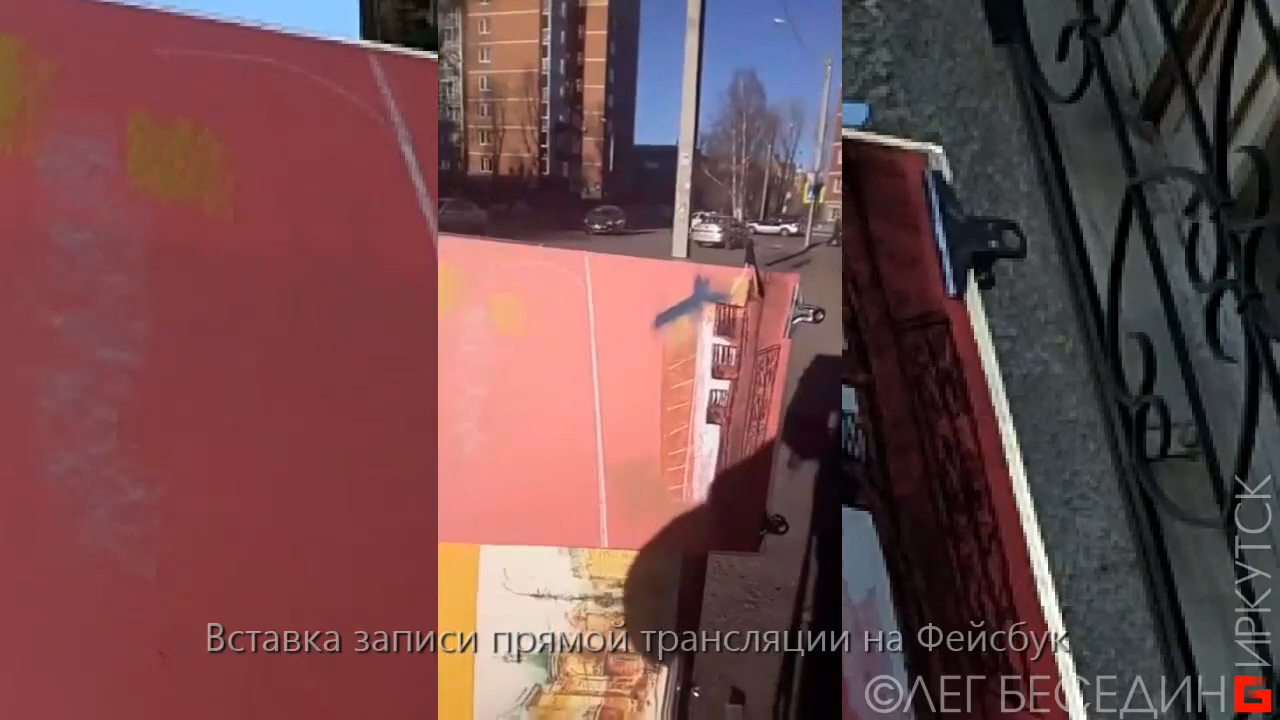 Вставка записи прямой трансляции на Фейсбук
©ЛЕГ БЕСЕДИН
ИРКУТСК